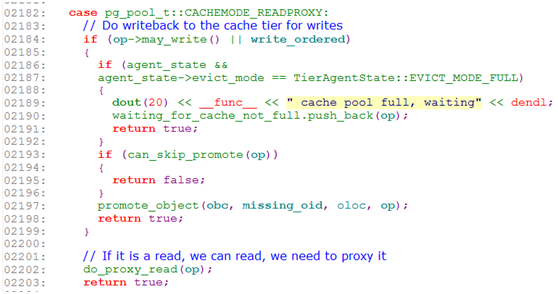 02182: case pg_pool_t::CACHEMODE_READPROXY:
02183: // Do writeback to the cache tier for writes
02184: if (op->may_write() || write_ordered)
02185: {
02186: if (agent_state &&
02187: agent_state->evict_mode == TierAgentState::EVICT_MODE_FULL)
02188: {
02189: dout(20) << __func__ << " cache pool full, waiting" << dendl;
02190: waiting_for_cache_not_full.push_back(op);
02191: return true;
02192: }
02193: if (can_skip_promote(op))
02194: {
02195: return false;
02196: }
02197: promote_object(obc, missing_oid, oloc, op);
02198: return true;
02199: }
02200:
02201: // If it is a read, we can read, we need to proxy it
02202: do_proxy_read(op);
02203: return true;